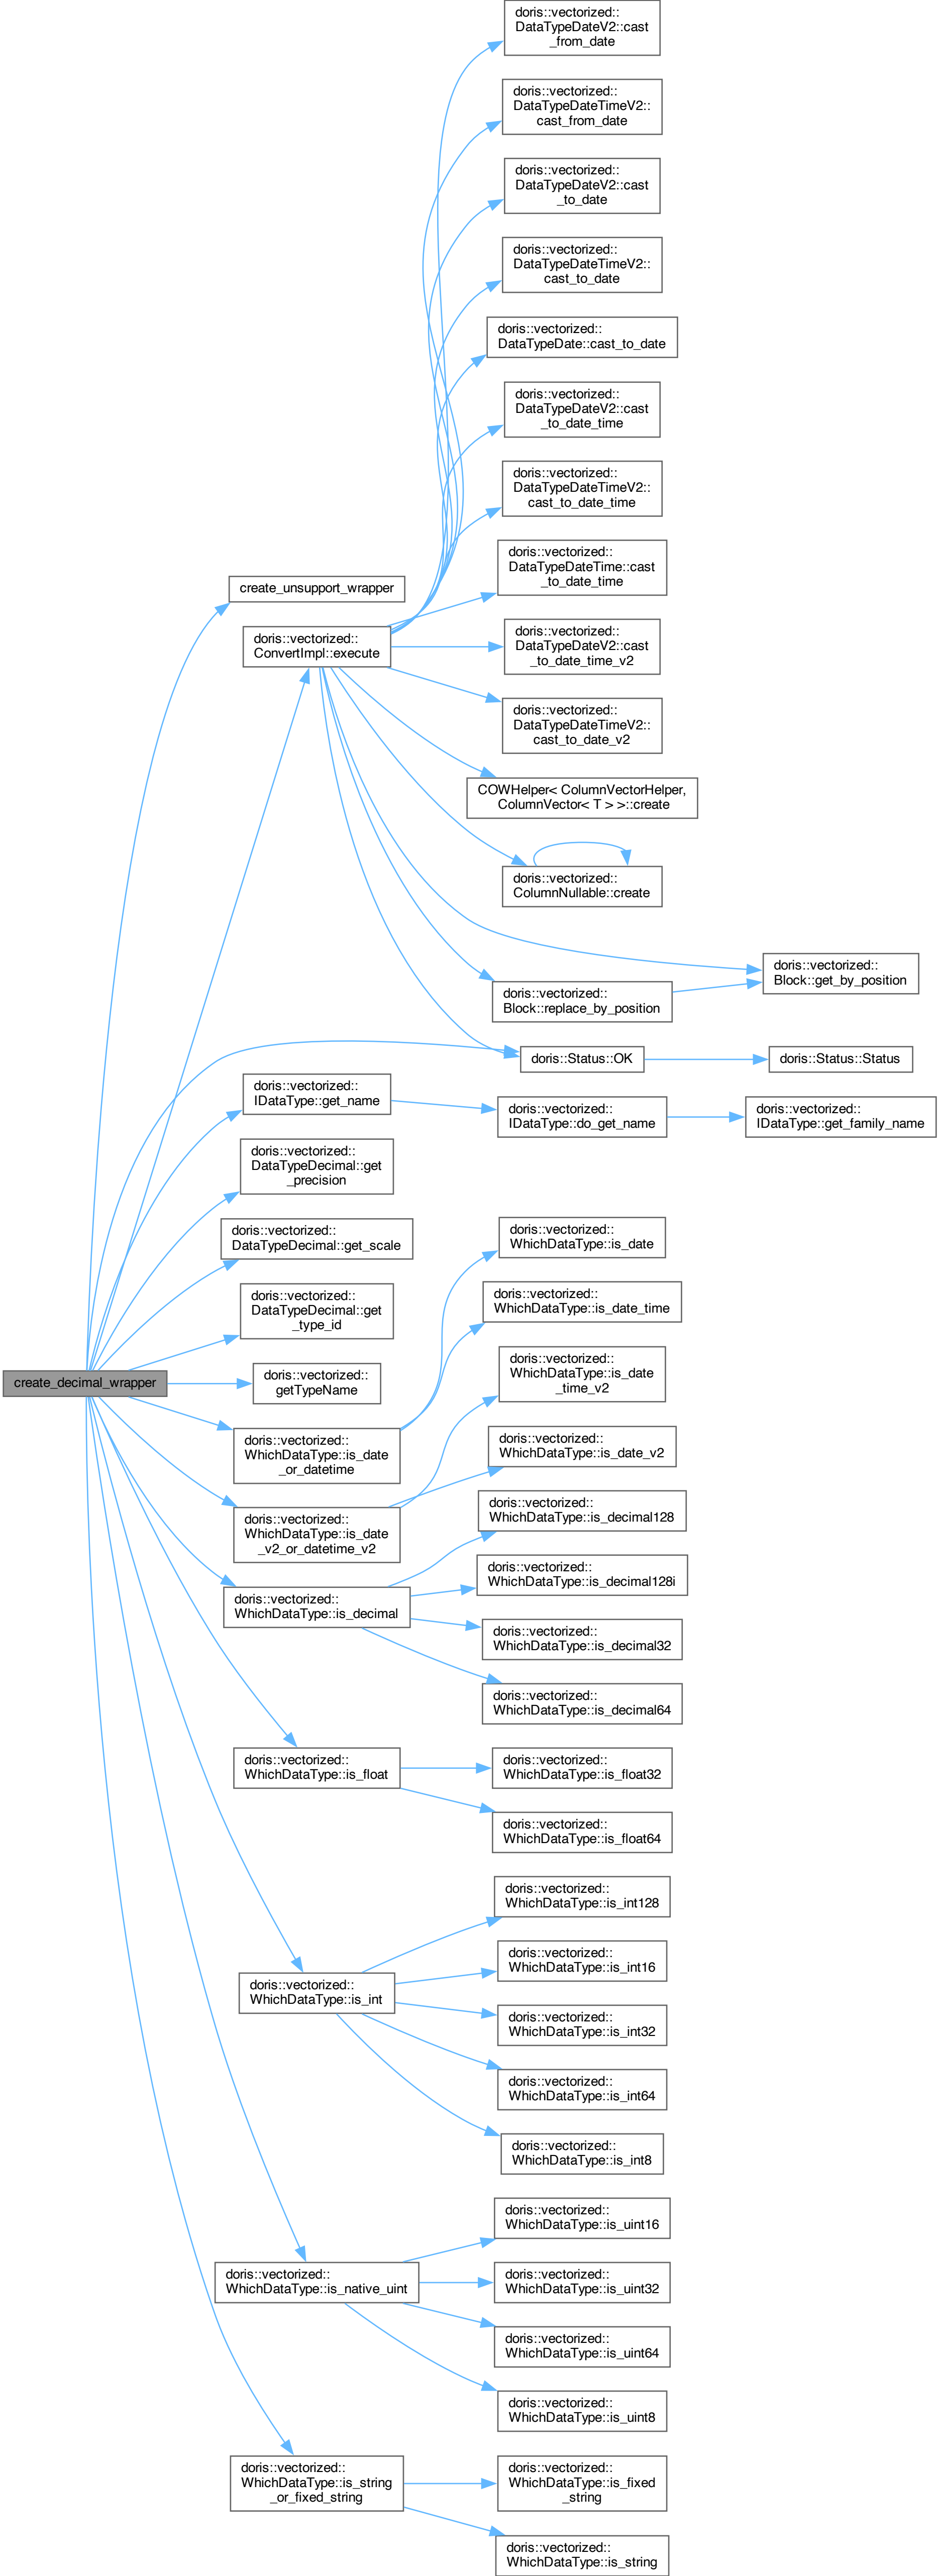 doris::vectorized::
DataTypeDateV2::cast
_from_date
doris::vectorized::
DataTypeDateTimeV2::
cast_from_date
doris::vectorized::
DataTypeDateV2::cast
_to_date
doris::vectorized::
DataTypeDateTimeV2::
cast_to_date
doris::vectorized::
DataTypeDate::cast_to_date
doris::vectorized::
DataTypeDateV2::cast
_to_date_time
doris::vectorized::
DataTypeDateTimeV2::
cast_to_date_time
doris::vectorized::
DataTypeDateTime::cast
_to_date_time
create_unsupport_wrapper
doris::vectorized::
ConvertImpl::execute
doris::vectorized::
DataTypeDateV2::cast
_to_date_time_v2
doris::vectorized::
DataTypeDateTimeV2::
cast_to_date_v2
COWHelper< ColumnVectorHelper,
ColumnVector< T > >::create
doris::vectorized::
ColumnNullable::create
doris::vectorized::
Block::get_by_position
doris::vectorized::
Block::replace_by_position
doris::Status::OK
doris::Status::Status
doris::vectorized::
IDataType::get_name
doris::vectorized::
IDataType::do_get_name
doris::vectorized::
IDataType::get_family_name
doris::vectorized::
DataTypeDecimal::get
_precision
doris::vectorized::
DataTypeDecimal::get_scale
doris::vectorized::
WhichDataType::is_date
doris::vectorized::
DataTypeDecimal::get
_type_id
doris::vectorized::
WhichDataType::is_date_time
create_decimal_wrapper
doris::vectorized::
getTypeName
doris::vectorized::
WhichDataType::is_date
_time_v2
doris::vectorized::
WhichDataType::is_date
_or_datetime
doris::vectorized::
WhichDataType::is_date_v2
doris::vectorized::
WhichDataType::is_date
_v2_or_datetime_v2
doris::vectorized::
WhichDataType::is_decimal128
doris::vectorized::
WhichDataType::is_decimal128i
doris::vectorized::
WhichDataType::is_decimal
doris::vectorized::
WhichDataType::is_decimal32
doris::vectorized::
WhichDataType::is_decimal64
doris::vectorized::
WhichDataType::is_float
doris::vectorized::
WhichDataType::is_float32
doris::vectorized::
WhichDataType::is_float64
doris::vectorized::
WhichDataType::is_int128
doris::vectorized::
WhichDataType::is_int16
doris::vectorized::
WhichDataType::is_int
doris::vectorized::
WhichDataType::is_int32
doris::vectorized::
WhichDataType::is_int64
doris::vectorized::
WhichDataType::is_int8
doris::vectorized::
WhichDataType::is_uint16
doris::vectorized::
WhichDataType::is_native_uint
doris::vectorized::
WhichDataType::is_uint32
doris::vectorized::
WhichDataType::is_uint64
doris::vectorized::
WhichDataType::is_uint8
doris::vectorized::
WhichDataType::is_string
_or_fixed_string
doris::vectorized::
WhichDataType::is_fixed
_string
doris::vectorized::
WhichDataType::is_string